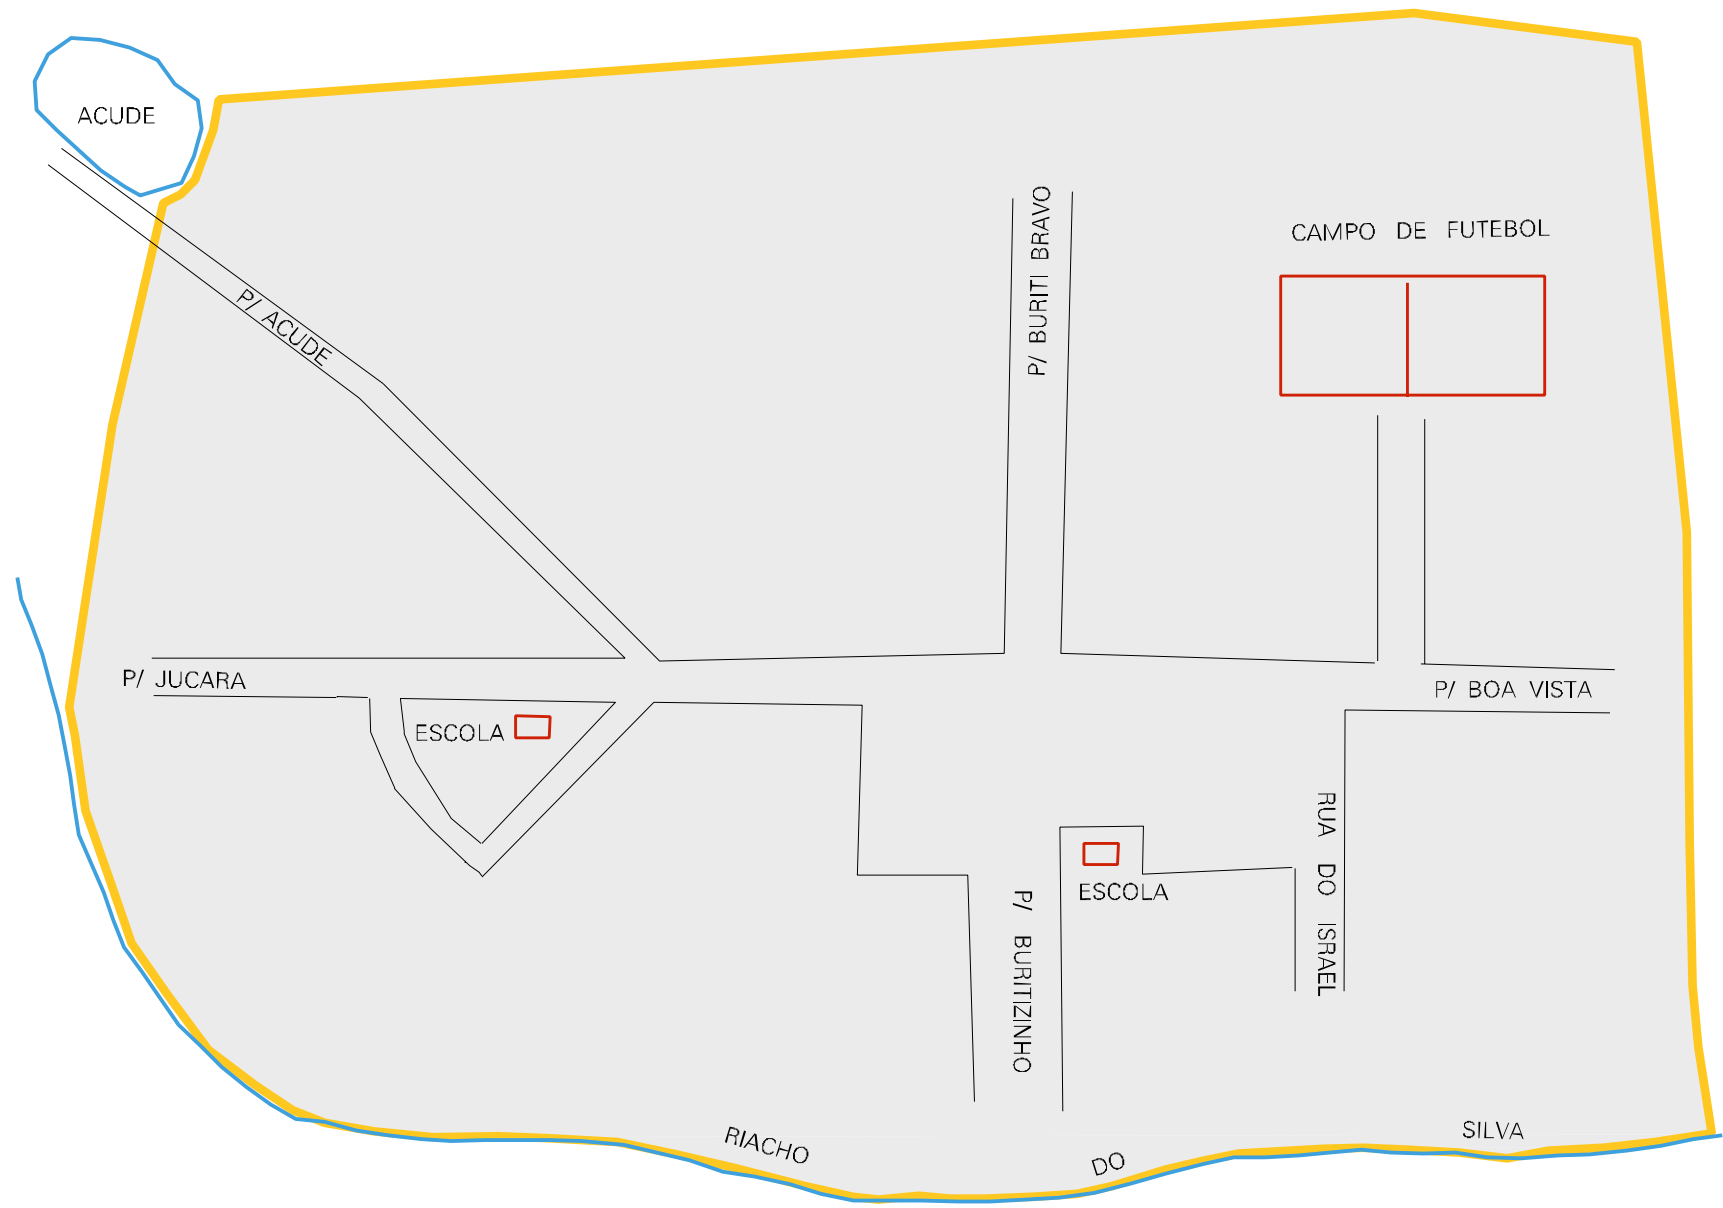 ACUDE
P/ BURITI BRAVO
CAMPO DE FUTEBOL
P/ ACUDE
P/ JUCARA
P/ BOA VISTA
ESCOLA
RUA DO ISRAEL
ESCOLA
P/ BURITIZINHO
RIACHO DO SILVA